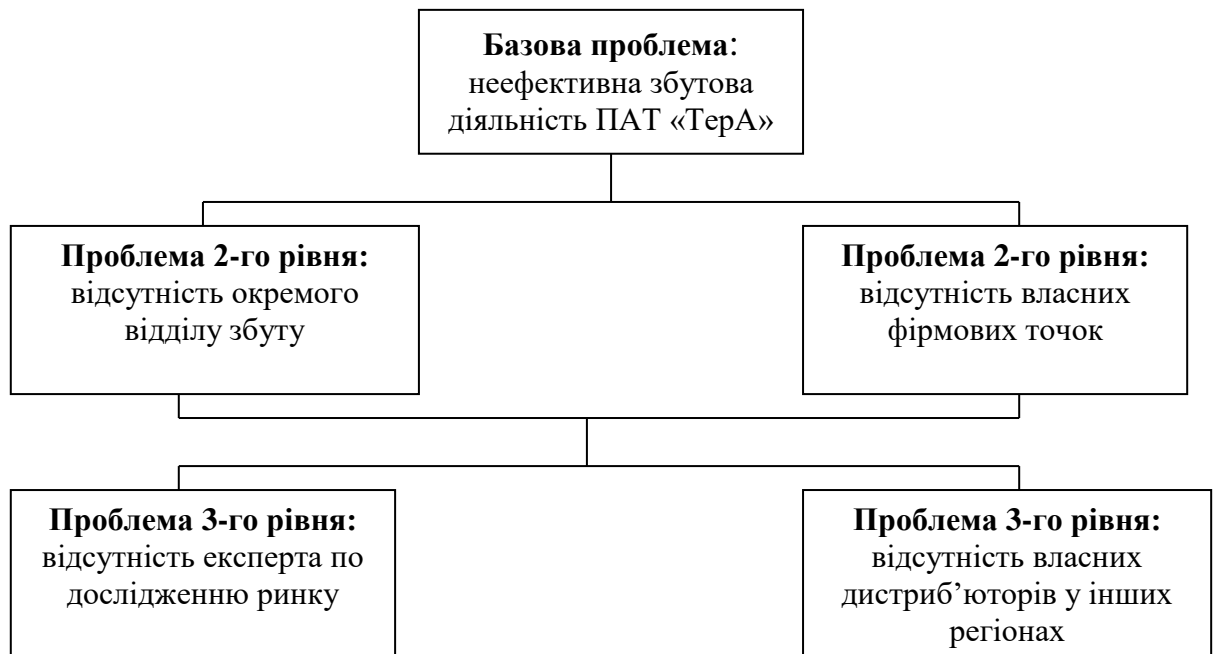 Базова проблема:
неефективна збутова
діяльність ПАТ «ТерА»
Проблема 2-го рівня:
відсутність окремого
відділу збуту
Проблема 2-го рівня:
відсутність власних
фірмових точок
Проблема 3-го рівня:
відсутність експерта по
дослідженню ринку
Проблема 3-го рівня:
відсутність власних
дистриб’юторів у інших
регіонах